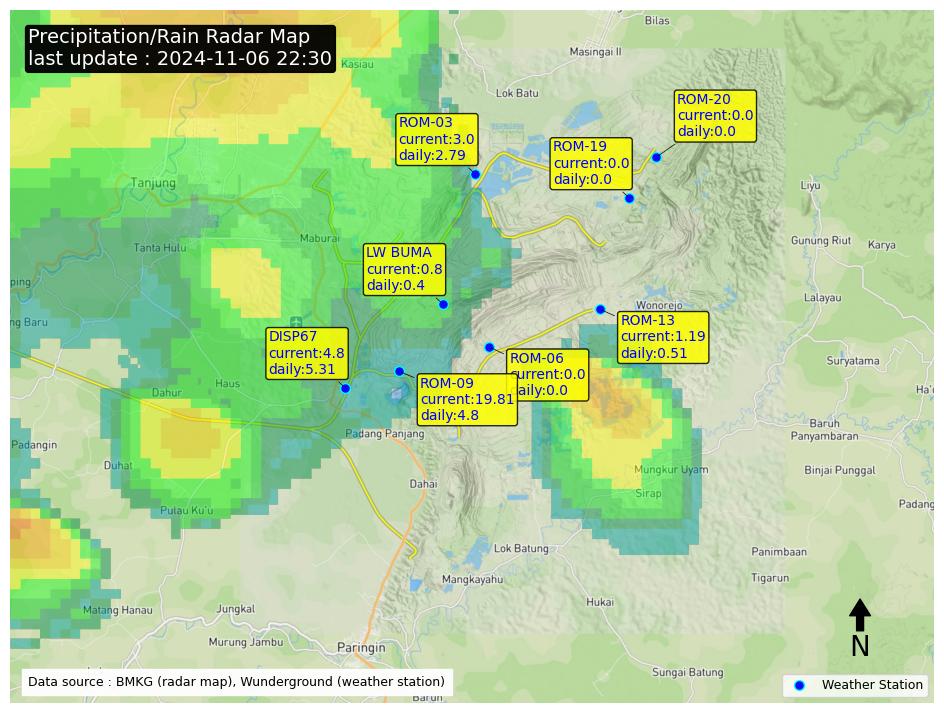 Precipitation/Rain Radar Map
last update : 2024-11-06 22:30
Bilas
Masingai II
Kasiau
Lok Batu
ROM-20
current:0.0
daily:0.0
ROM-03
current:3.0
daily:2.79
ROM-19
current:0.0
daily:0.0
Tanjung
Liyu
Maburai
Tanta Hulu
Gunung Riut
Karya
LW BUMA
current:0.8
daily:0.4
ping
Lalayau
Wonorejo
ng Baru
ROM-13
current:1.19
daily:0.51
DISP67
current:4.8
daily:5.31
ROM-06
current:0.0
daily:0.0
Suryatama
Haus
Dahur
ROM-09
current:19.81
daily:4.8
Ha'u
Baruh
Panyambaran
Padang Panjang
Padangin
Duhat
Mungkur Uyam
Binjai Punggal
Dahai
Sirap
Padang
Pulau Ku'u
Lok Batung
Panimbaan
Mangkayahu
Tigarun
Hukai
Matang Hanau
Jungkal
Murung Jambu
Paringin
N
Sungai Batung
Data source : BMKG (radar map), Wunderground (weather station)
Weather Station
Barun